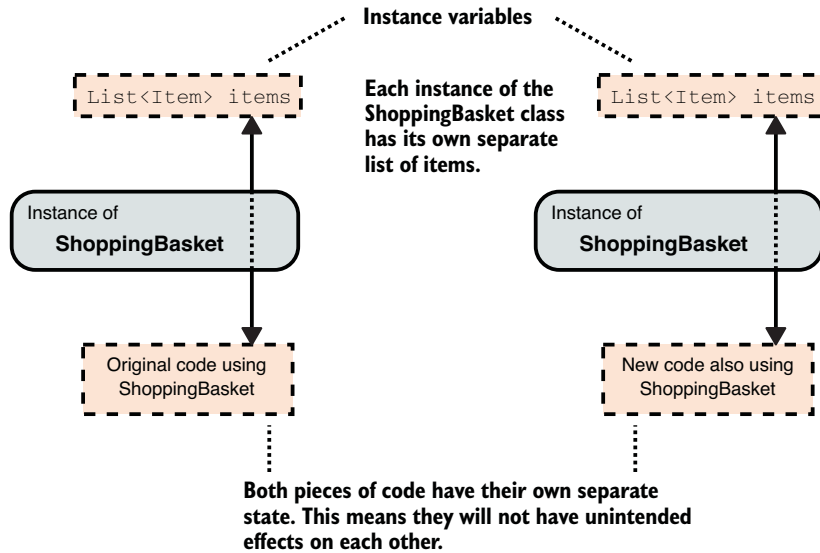 Instance variables
List<Item> items
Each instance of the
ShoppingBasket class
has its own separate
list of items.
List<Item> items
Instance of
ShoppingBasket
Instance of
ShoppingBasket
Original code using
ShoppingBasket
New code also using
ShoppingBasket
Both pieces of code have their own separate
state. This means they will not have unintended
effects on each other.